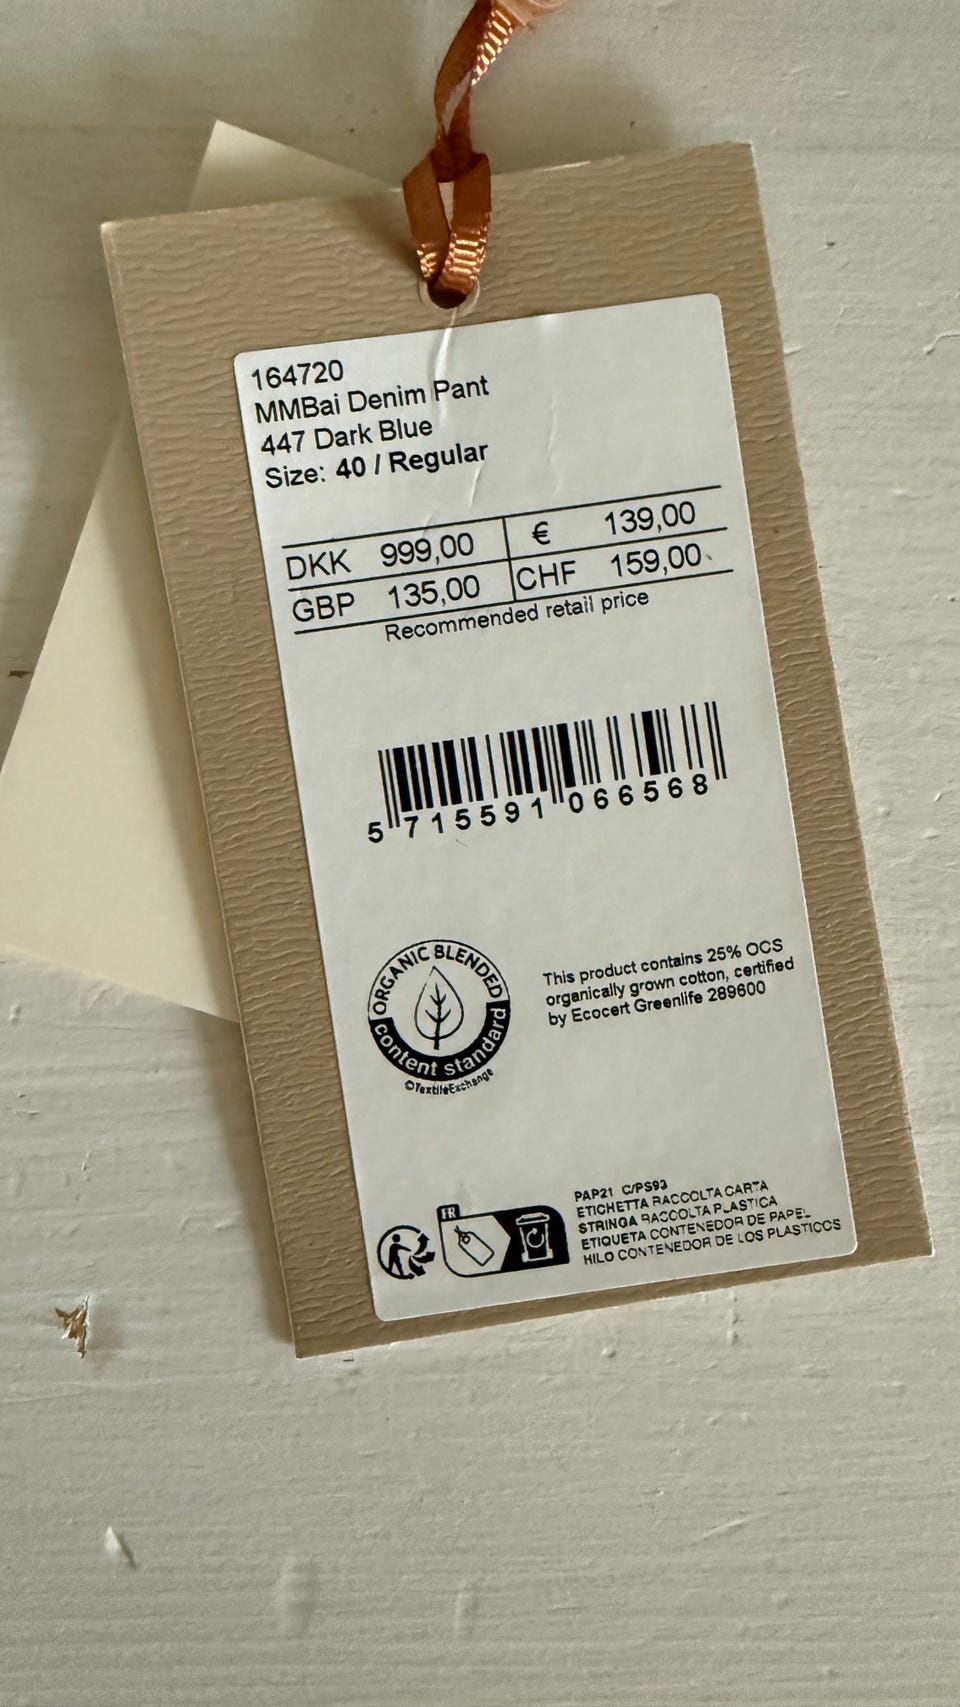 164720
MMBai Denim Pant
447 Dark Blue
Size: 40 / Regular
DKK 999,00 € 139,00
GBP 135,00 CHF 159,00
Recommended retail price
5 715591 066568
ORGANIC BLENDED
content standard
©TextileExchange
This product contains 25% OCS
organically grown cotton, certified
by Ecocert Greenlife 289600
FR
PAP21 C/PS93
ETICHETTA RACCOLTA CARTA
STRINGA RACCOLTA PLASTICA
ETIQUETA CONTENEDOR DE PAPEL
HILO CONTENEDOR DE LOS PLASTICOS